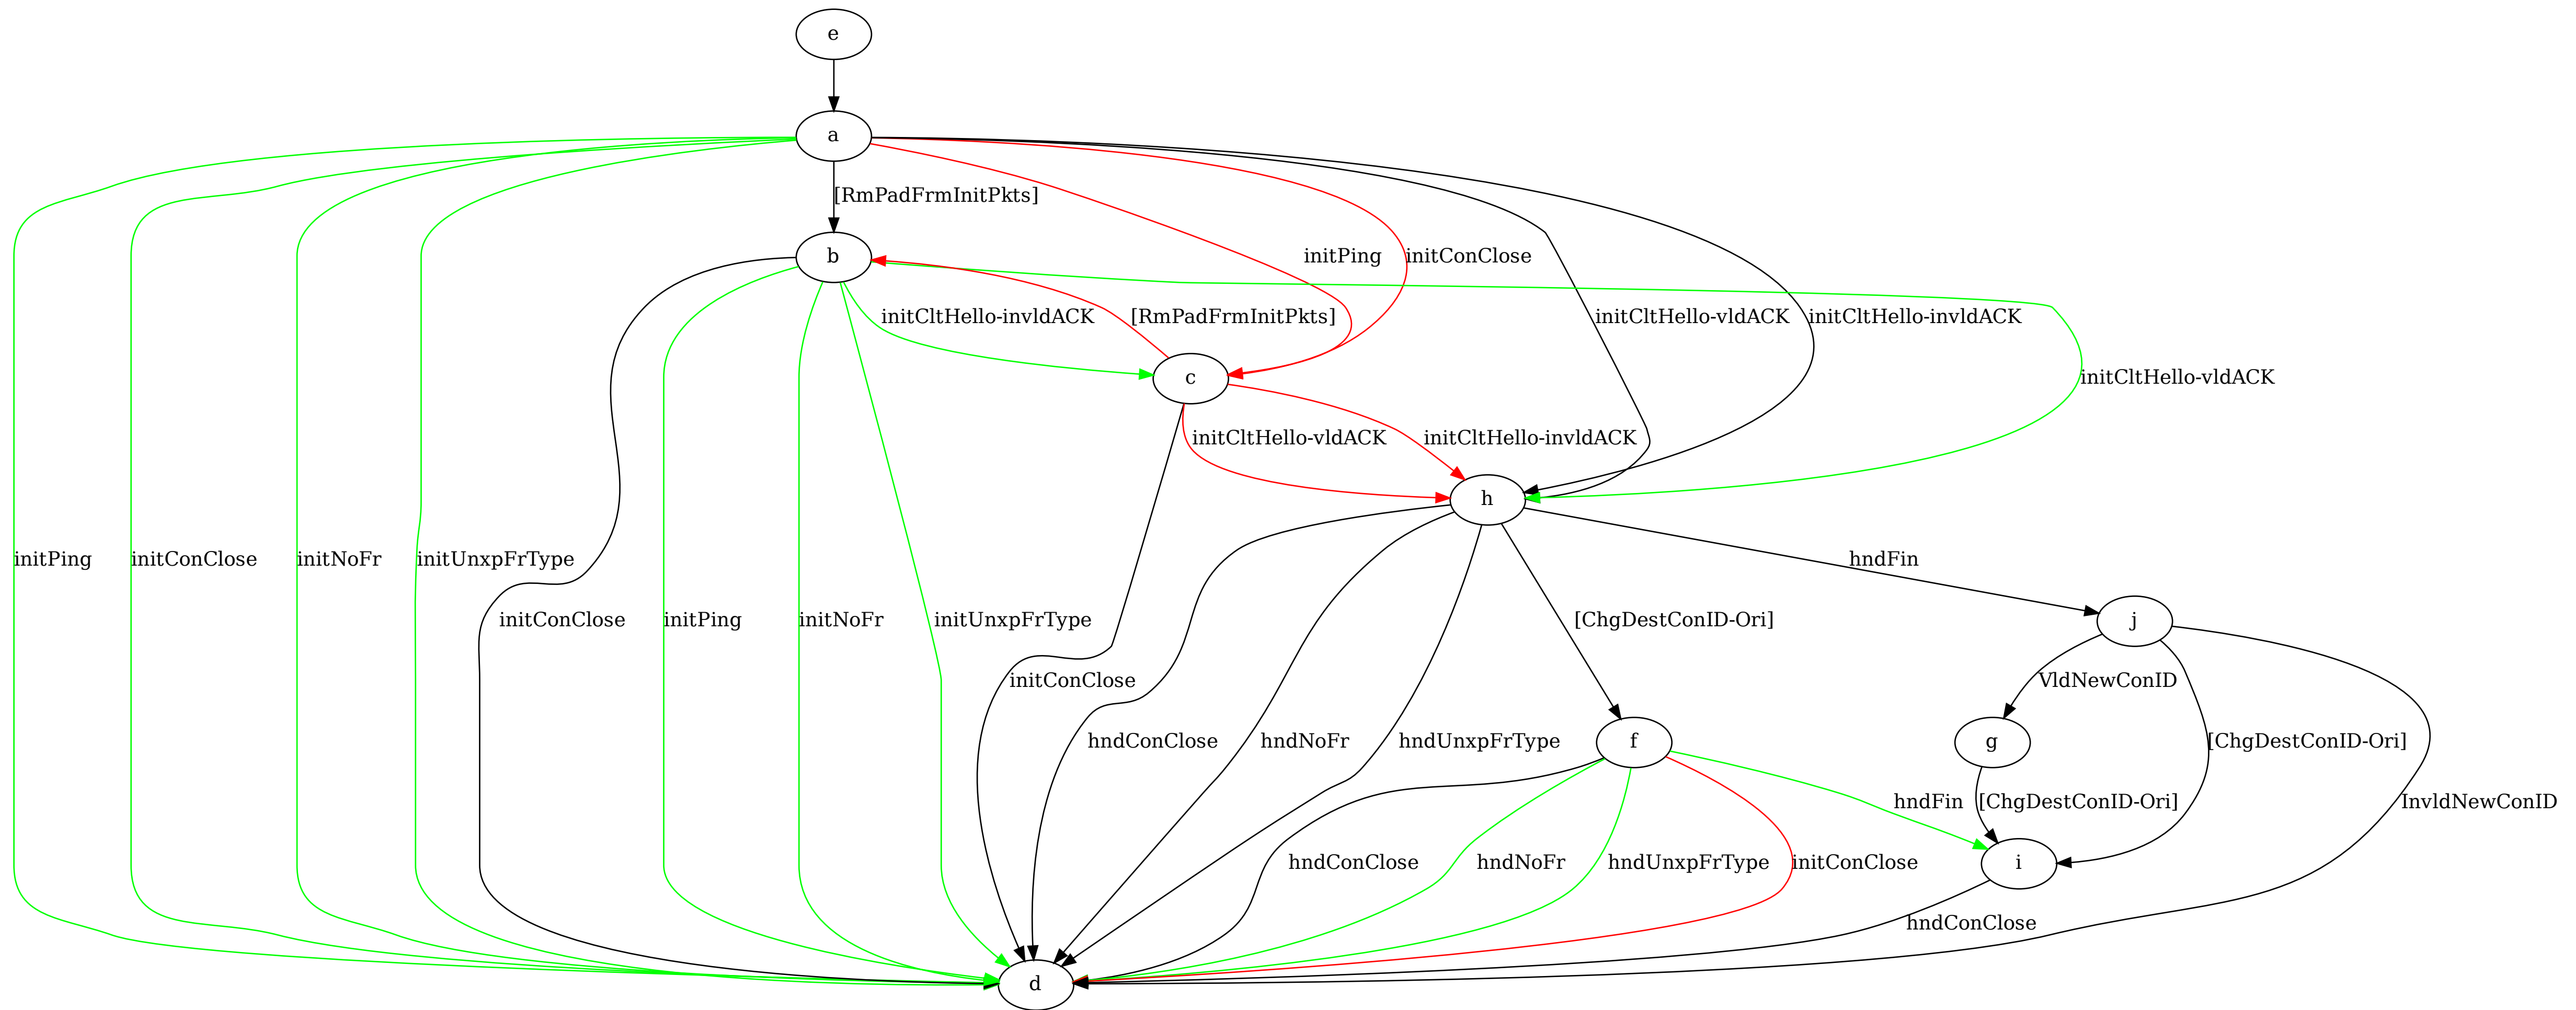 e
a
[RmPadFrmInitPkts]
b
initPing
initConClose
initCltHello-invldACK
[RmPadFrmInitPkts]
initCltHello-vldACK
initCltHello-invldACK
c
initCltHello-vldACK
initCltHello-vldACK
initCltHello-invldACK
h
initPing
initConClose
initNoFr
initUnxpFrType
hndFin
initConClose
initPing
initNoFr
initUnxpFrType
[ChgDestConID-Ori]
j
initConClose
VldNewConID
hndConClose
hndNoFr
hndUnxpFrType
f
g
[ChgDestConID-Ori]
hndFin
[ChgDestConID-Ori]
InvldNewConID
hndConClose
hndNoFr
hndUnxpFrType
initConClose
i
hndConClose
d